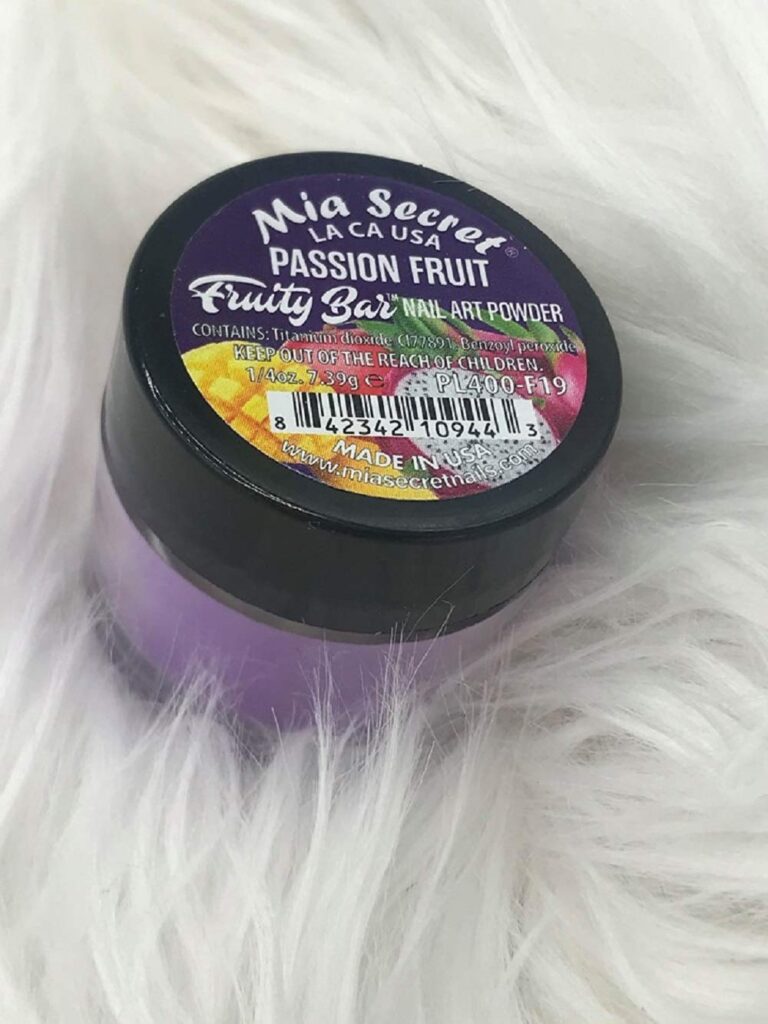 Mia Secret®
LA CA USA
PASSION FRUIT
Fruity Bar™ NAIL ART POWDER
CONTAINS: Titanium dioxide CI77891, Benzoyl peroxide
KEEP OUT OF THE REACH OF CHILDREN.
1/4oz. 7.39g e PL400-F19
8 42342 10944 3
MADE IN USA
www.miasecretnails.com